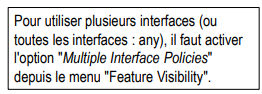 Pour utiliser plusieurs interfaces (ou
toutes les interfaces : any), il faut activer
l'option "Multiple Interface Policies"
depuis le menu "Feature Visibility".